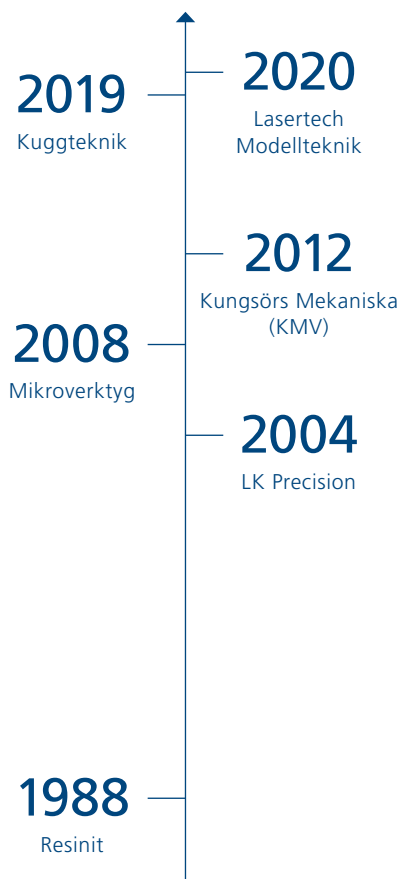 2020
Lasertech
Modellteknik
2019
Kuggteknik
2012
Kungsörs Mekaniska
(KMV)
2008
Mikroverktyg
2004
LK Precision
1988
Resinit